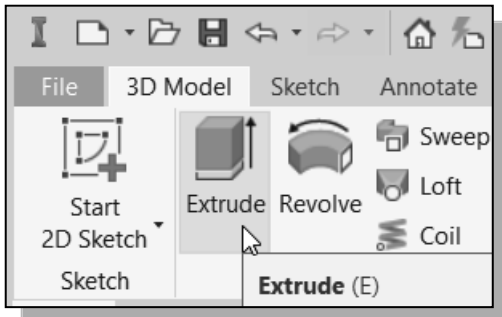 File 3D Model Sketch Annotate
Start
2D Sketch
Extrude
Revolve
Sweep
Loft
Coil
Sketch
Extrude (E)